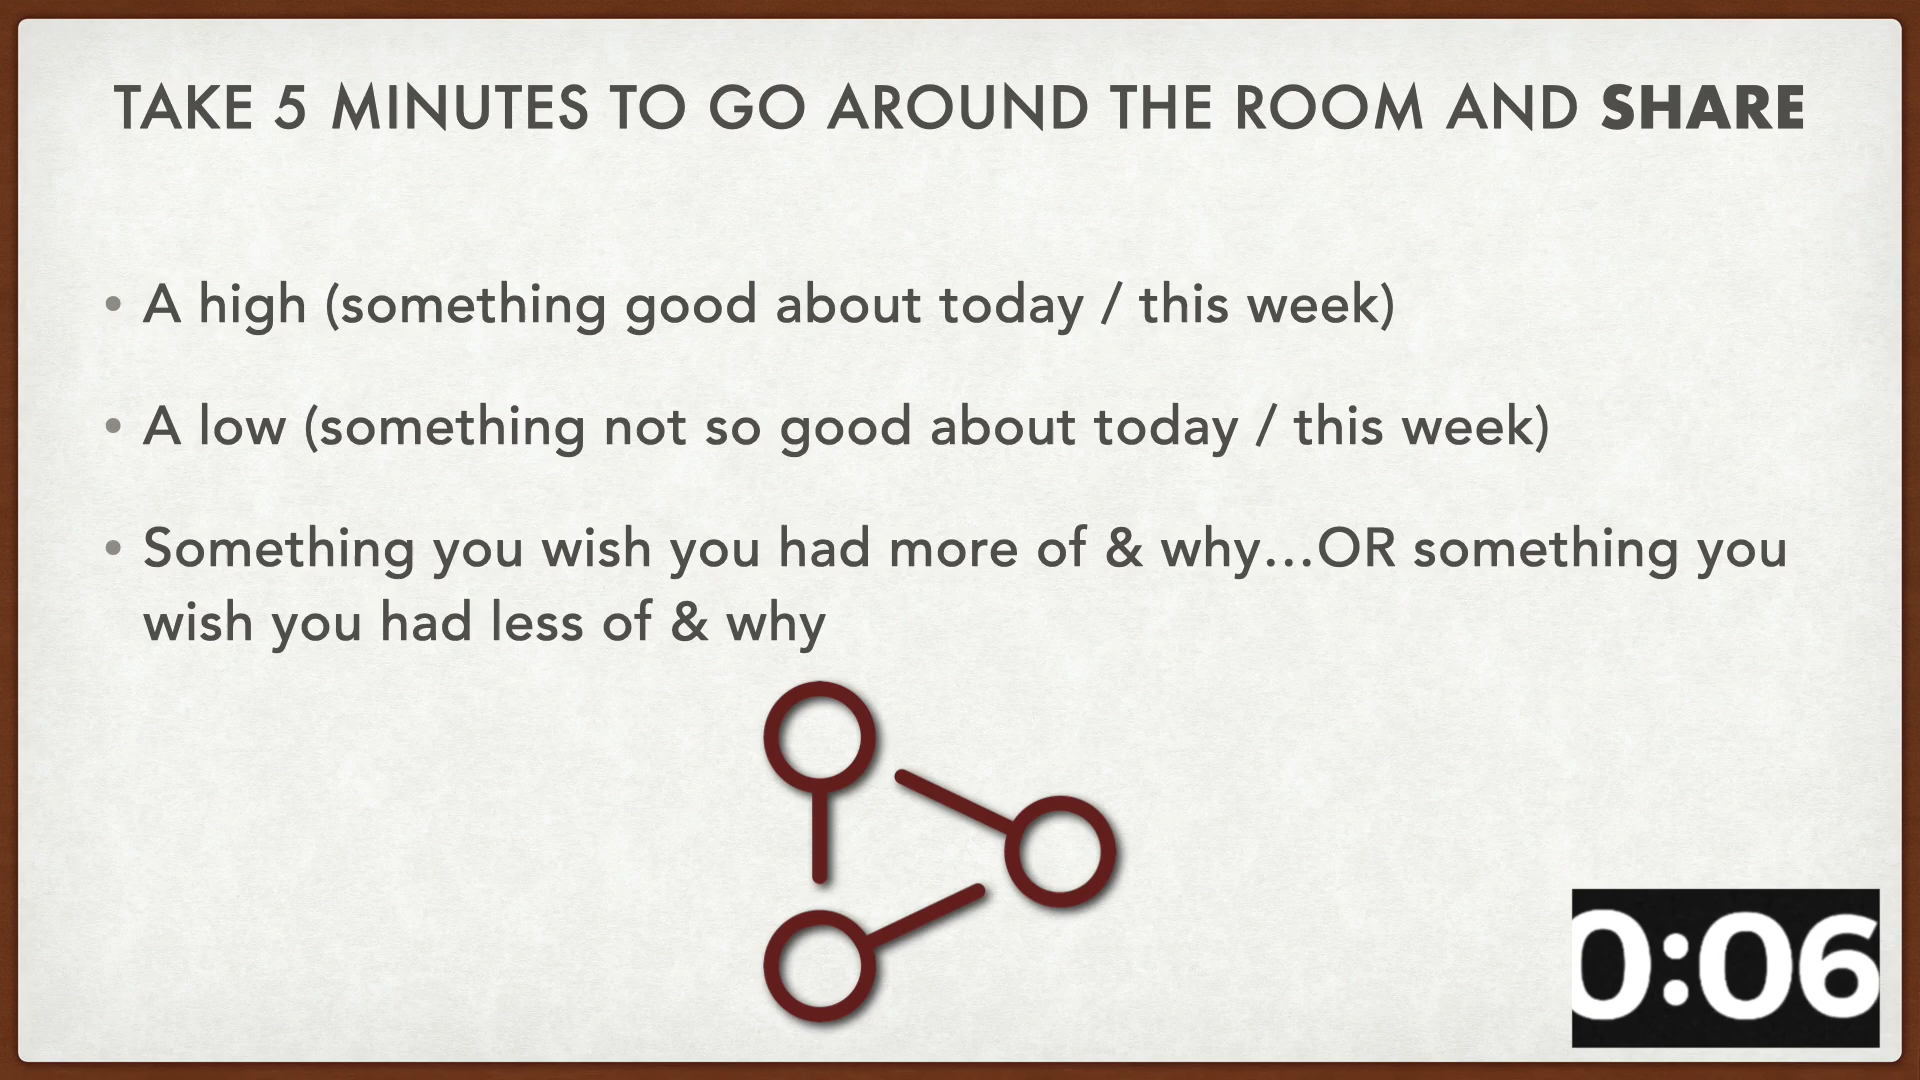 TAKE 5 MINUTES TO GO AROUND THE ROOM AND SHARE
• A high (something good about today / this week)
• A low (something not so good about today / this week)
• Something you wish you had more of & why...OR something you
wish you had less of & why
0:06